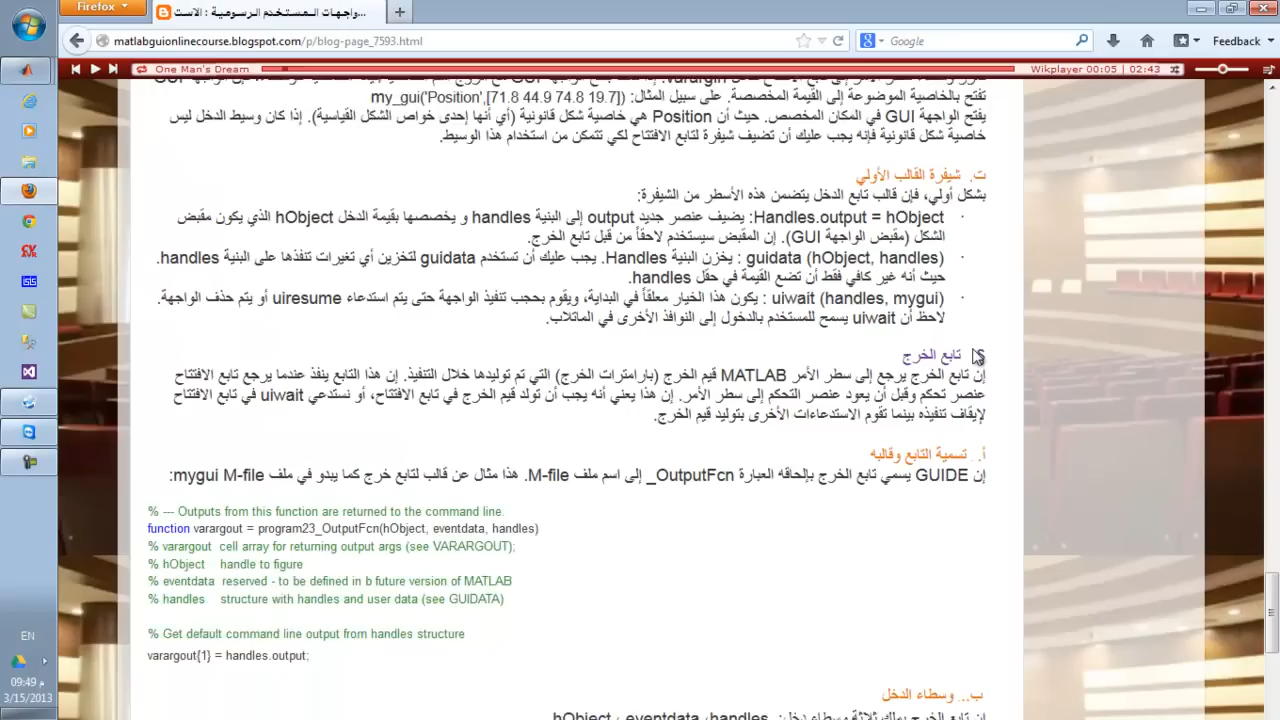 Firefox
واجهات المستخدم الرسومية : الاست...
matlabguionlinecourse.blogspot.com/p/blog-page_7593.html
Google
Feedback
One Man's Dream
Wikplayer 00:05 | 02:43
تفتح بالخاصية الموضوعة إلى القيمة المخصصة. على سبيل المثال: my_gui('Position',[71.8 44.9 74.8 19.7])
يفتح الواجهة GUI في المكان المخصص. حيث أن Position هي خاصية شكل قانونية (أي أنها إحدى خواص الشكل القياسية). إذا كان وسيط الدخل ليس
خاصية شكل قانونية فإنه يجب عليك أن تضيف شيفرة لتابع الافتتاح لكي تتمكن من استخدام هذا الوسيط.
ت. شيفرة القالب الأولي
بشكل أولي، فإن قالب تابع الدخل يتضمن هذه الأسطر من الشيفرة:
· Handles.output = hObject: يضيف عنصر جديد output إلى البنية handles و يخصصها بقيمة الدخل hObject الذي يكون مقبض
الشكل (مقبض الواجهة GUI). إن المقبض سيستخدم لاحقاً من قبل تابع الخرج.
· guidata (hObject, handles) : يخزن البنية Handles. يجب عليك أن تستخدم guidata لتخزين أي تغيرات تنفذها على البنية handles.
حيث أنه غير كافي فقط أن تضع القيمة في حقل handles.
· uiwait (handles, mygui) : يكون هذا الخيار معلقاً في البداية، ويقوم بحجب تنفيذ الواجهة حتى يتم استدعاء uiresume أو يتم حذف الواجهة.
لاحظ أن uiwait يسمح للمستخدم بالدخول إلى النوافذ الأخرى في الماتلاب.
تابع الخرج
إن تابع الخرج يرجع إلى سطر الأمر MATLAB قيم الخرج (بارامترات الخرج) التي تم توليدها خلال التنفيذ. إن هذا التابع ينفذ عندما يرجع تابع الافتتاح
عنصر تحكم وقبل أن يعود عنصر التحكم إلى سطر الأمر. إن هذا يعني أنه يجب أن تولد قيم الخرج في تابع الافتتاح، أو نستدعي uiwait في تابع الافتتاح
لإيقاف تنفيذه بينما تقوم الاستدعاءات الأخرى بتوليد قيم الخرج.
أ.. تسمية التابع وقالبه
إن GUIDE يسمي تابع الخرج بإلحاقه العبارة _OutputFcn إلى اسم ملف M-file. هذا مثال عن قالب لتابع خرج كما يبدو في ملف mygui M-file:
% --- Outputs from this function are returned to the command line.
function varargout = program23_OutputFcn(hObject, eventdata, handles)
% varargout cell array for returning output args (see VARARGOUT);
% hObject handle to figure
% eventdata reserved - to be defined in b future version of MATLAB
% handles structure with handles and user data (see GUIDATA)
% Get default command line output from handles structure
varargout{1} = handles.output;
ب... وسطاء الدخل
إن تابع الخرج يملك ثلاثة وسطاء دخل: hObject ، eventdata ،handles
EN
09:49 م
3/15/2013